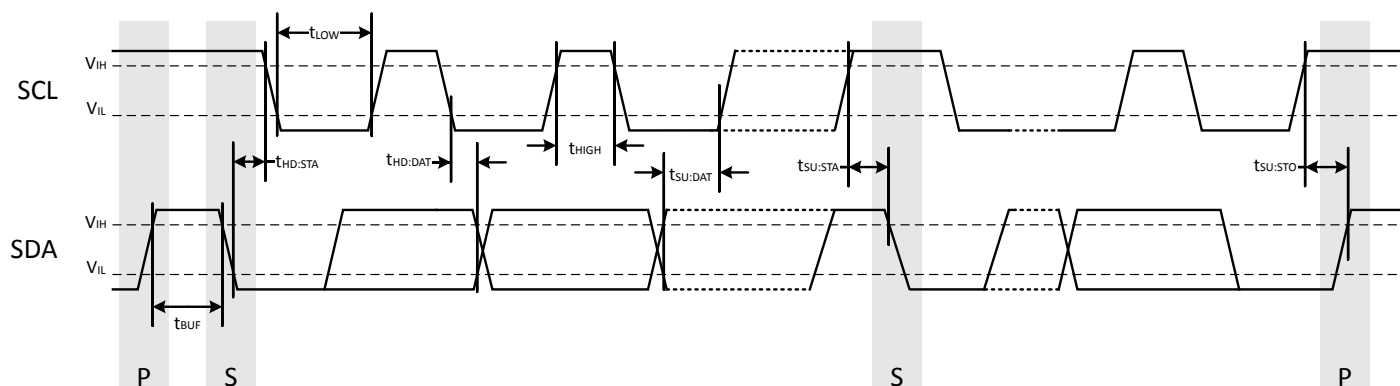 tLOW
VIH
SCL
VIL
tHD:STA
tHD:DAT
tHIGH
tSU:DAT
tSU:STA
tSU:STO
VIH
SDA
VIL
tBUF
P
S
S
P